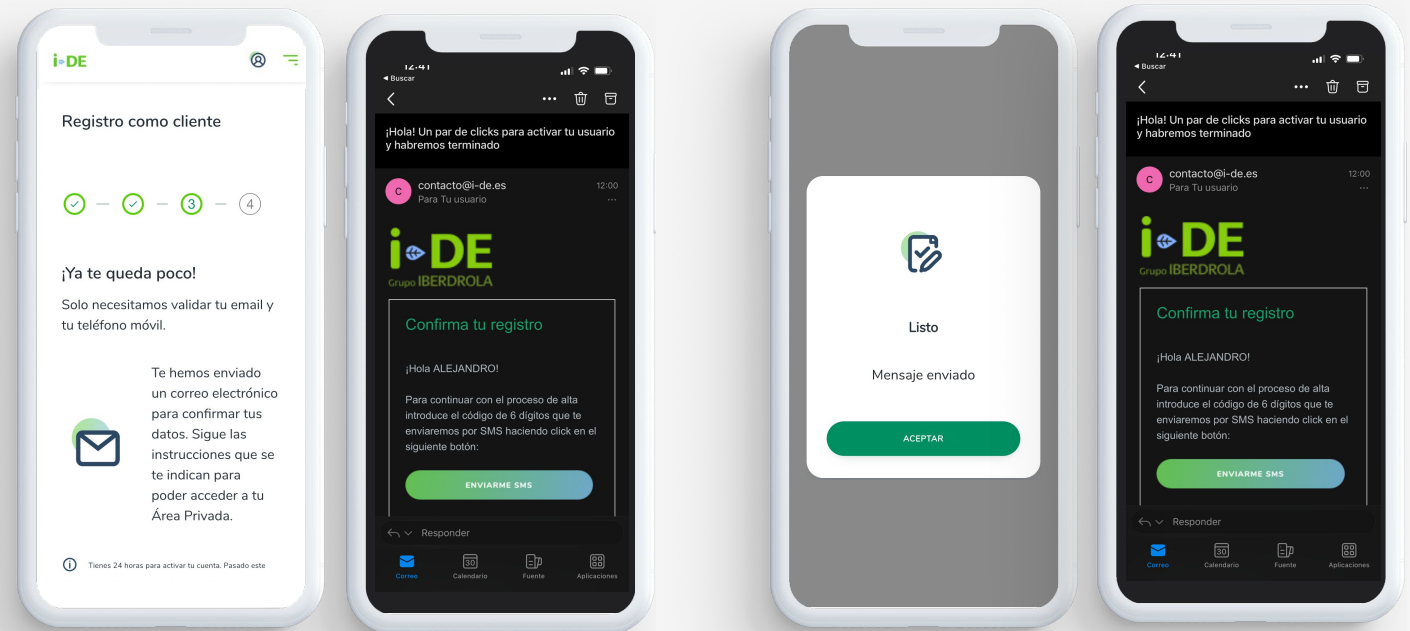 i-DE
Registro como cliente
3
4
¡Ya te queda poco!
Solo necesitamos validar tu email y
tu teléfono móvil.
Te hemos enviado
un correo electrónico
para confirmar tus
datos. Sigue las
instrucciones que se
te indican para
poder acceder a tu
Área Privada.
Tienes 24 horas para activar tu cuenta. Pasado este
12:41
Buscar
¡Hola! Un par de clicks para activar tu usuario
y habremos terminado
C
contacto@i-de.es
12:00
Para Tu usuario
i-DE
Grupo IBERDROLA
Confirma tu registro
¡Hola ALEJANDRO!
Para continuar con el proceso de alta
introduce el código de 6 dígitos que te
enviaremos por SMS haciendo click en el
siguiente botón:
ENVIARME SMS
Responder
30
Correo Calendario Fuente Aplicaciones
Listo
Mensaje enviado
ACEPTAR
12:41
Buscar
¡Hola! Un par de clicks para activar tu usuario
y habremos terminado
C
contacto@i-de.es
12:00
Para Tu usuario
i-DE
Grupo IBERDROLA
Confirma tu registro
¡Hola ALEJANDRO!
Para continuar con el proceso de alta
introduce el código de 6 dígitos que te
enviaremos por SMS haciendo click en el
siguiente botón:
ENVIARME SMS
Responder
30
Correo Calendario Fuente Aplicaciones